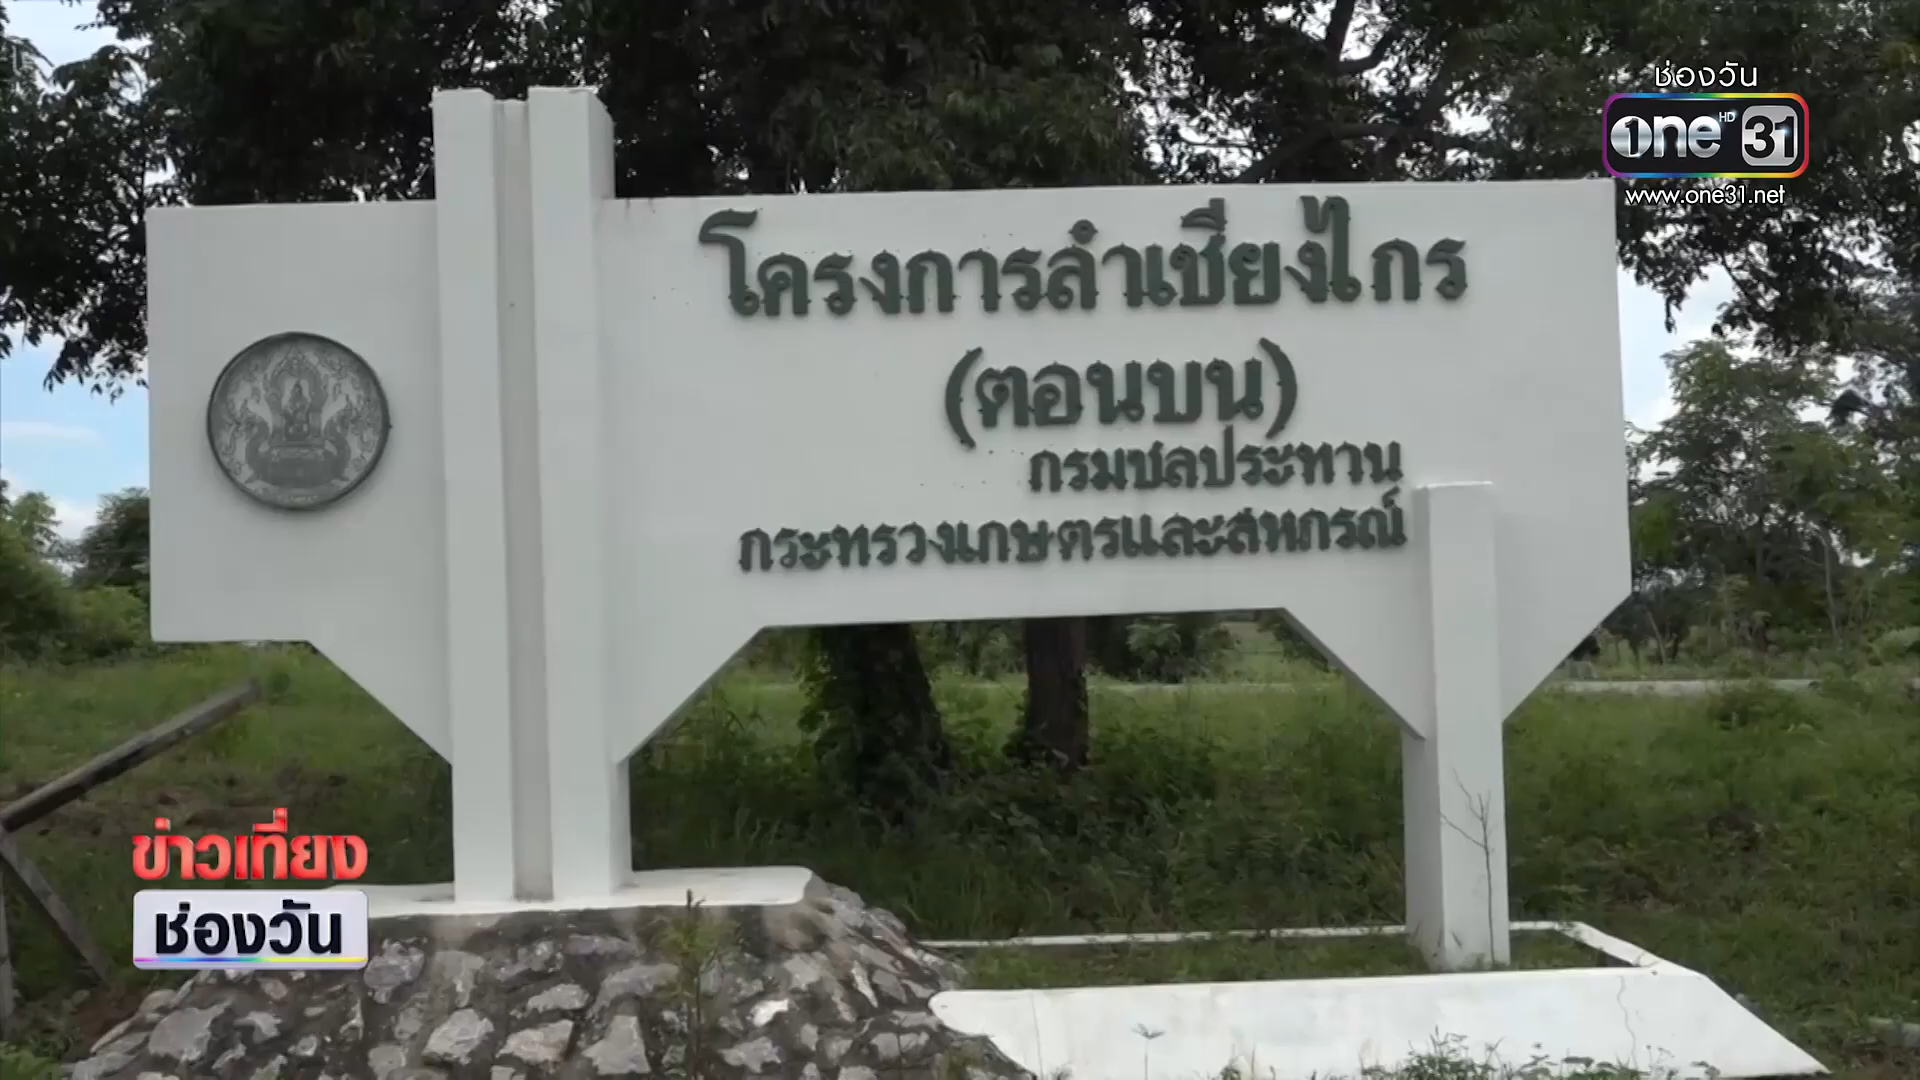 ช่องวัน
one HD 31
www.one31.net
โครงการลำเชียงไกร
(ตอนบน)
กรมชลประทาน
กระทรวงเกษตรและสหกรณ์
ข่าวเที่ยง
ช่องวัน